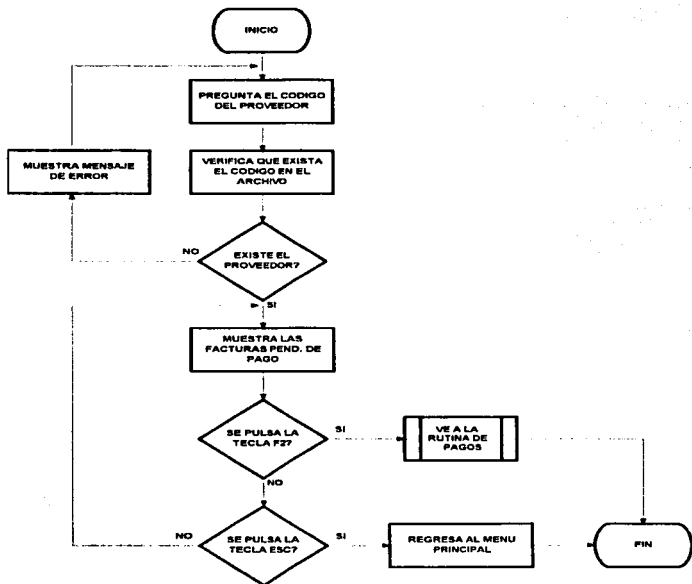 INICIO
PREGUNTA EL CODIGO
DEL PROVEEDOR
MUESTRA MENSAJE
DE ERROR
VERIFICA QUE EXISTA
EL CODIGO EN EL
ARCHIVO
NO
EXISTE EL
PROVEEDOR?
SI
MUESTRA LAS
FACTURAS PEND. DE
PAGO
SE PULSA LA
TECLA F2?
SI
VE A LA
RUTINA DE
PAGOS
NO
NO
SE PULSA LA
TECLA ESC?
SI
REGRESA AL MENU
PRINCIPAL
FIN